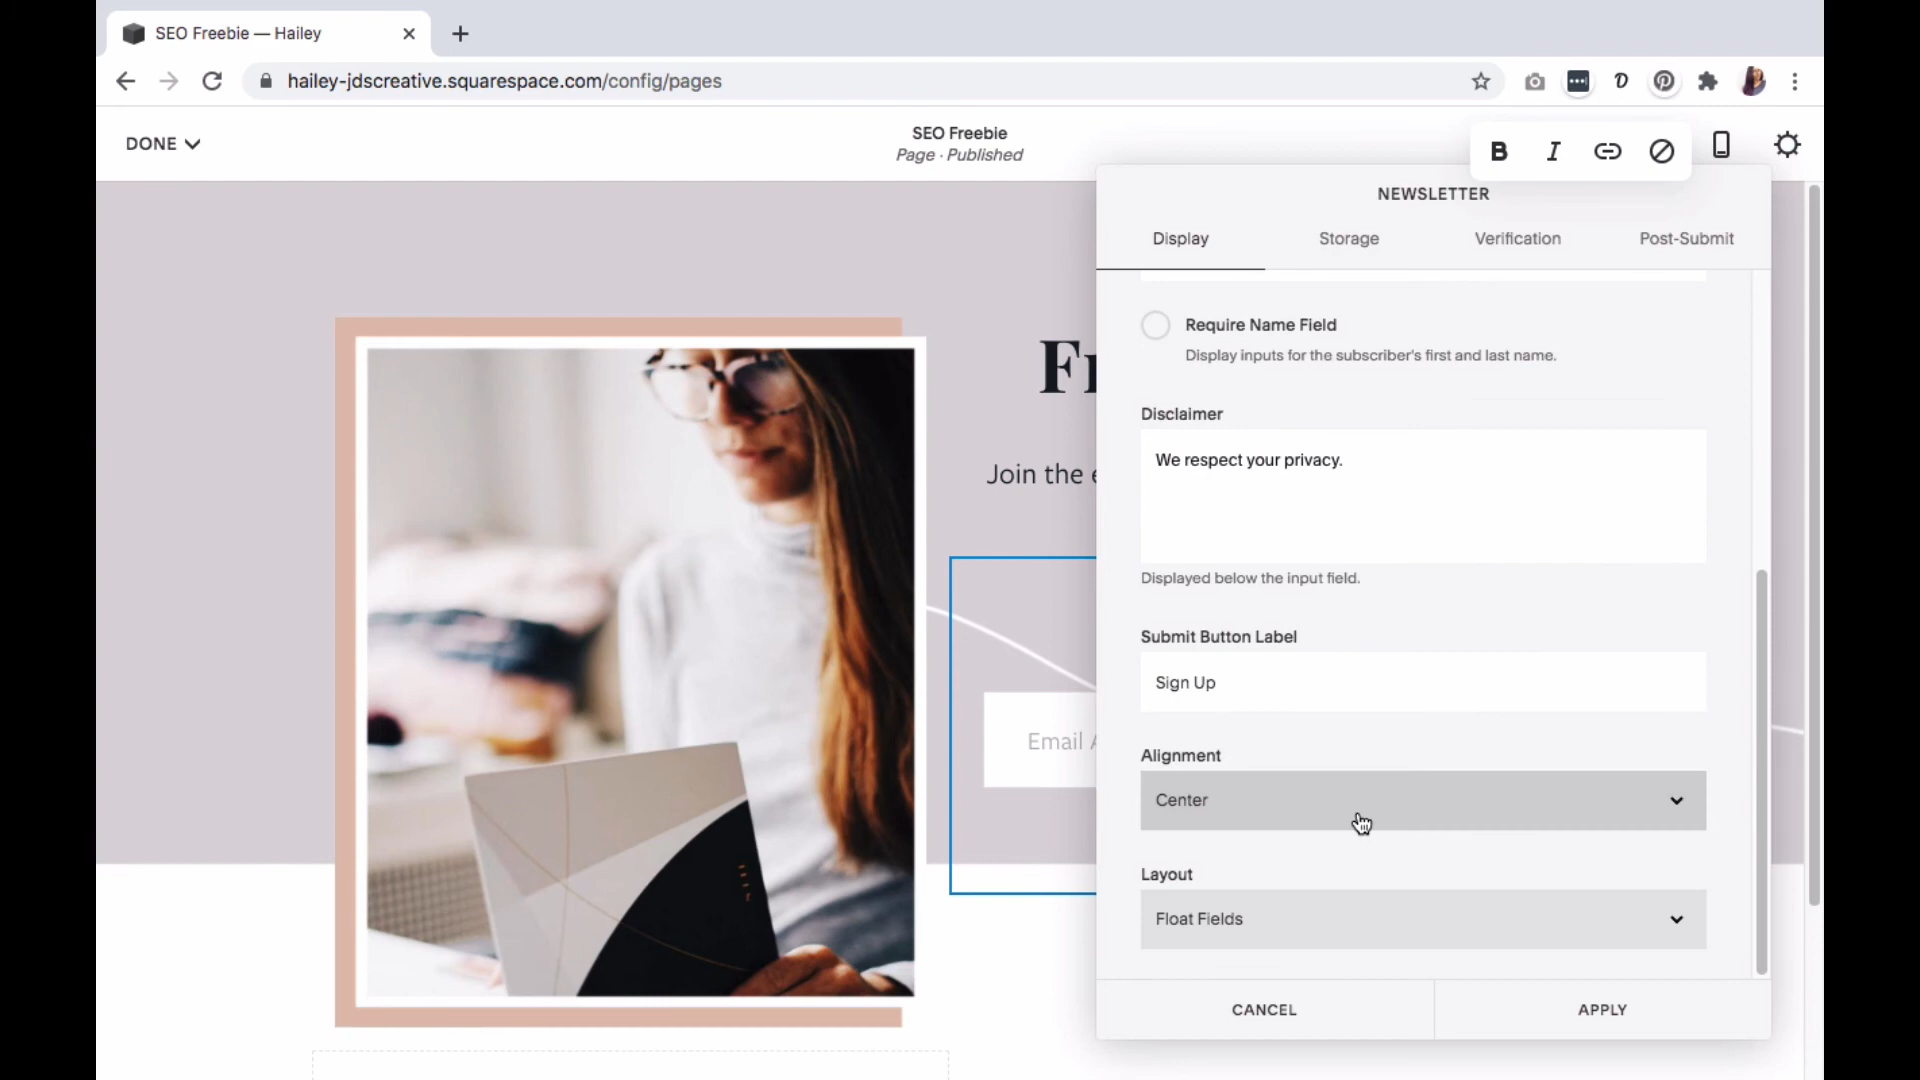 SEO Freebie — Hailey
hailey-jdscreative.squarespace.com/config/pages
DONE
SEO Freebie
Page · Published
B I
NEWSLETTER
Display Storage Verification Post-Submit
Require Name Field
Display inputs for the subscriber's first and last name.
Fr
Disclaimer
We respect your privacy.
Join the e
Displayed below the input field.
Submit Button Label
Sign Up
Email A
Alignment
Center
Layout
Float Fields
CANCEL APPLY